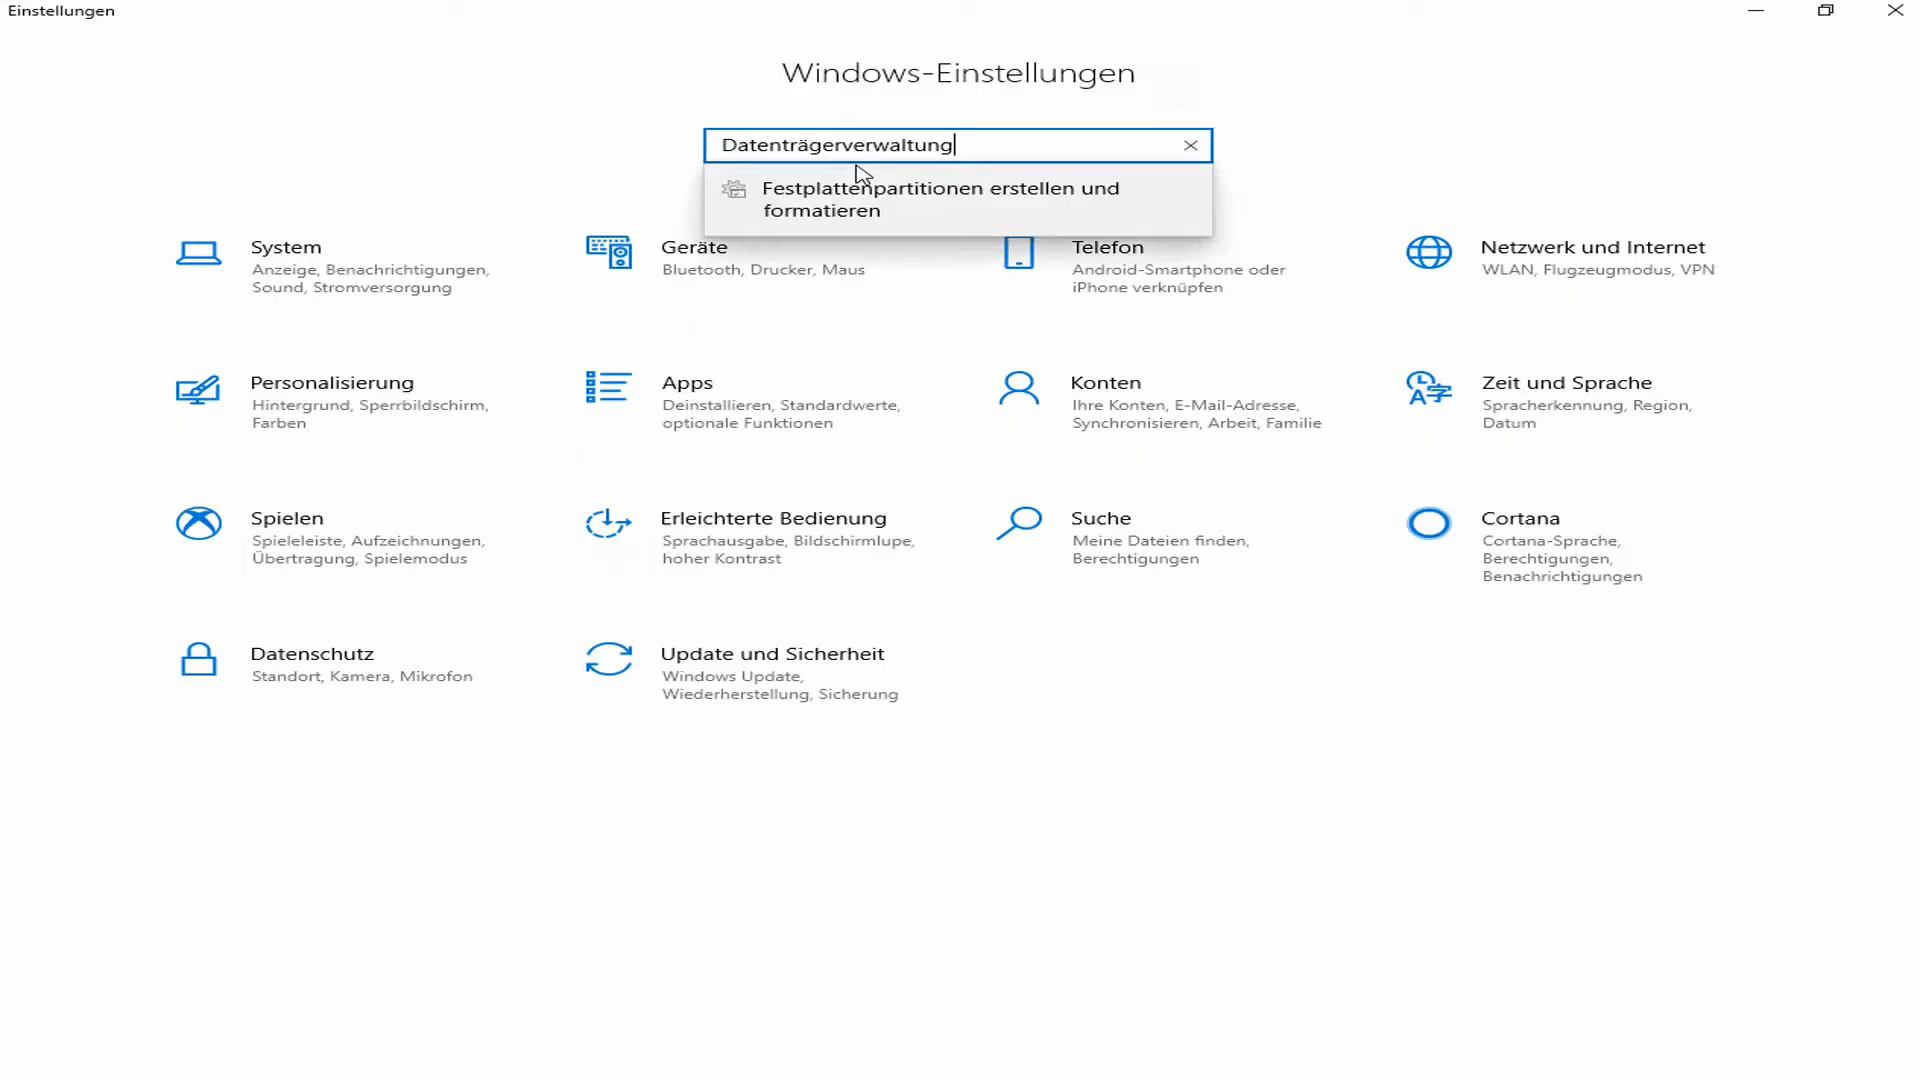 Einstellungen
Windows-Einstellungen
Datenträgerverwaltung
Festplattenpartitionen erstellen und
formatieren
System
Anzeige, Benachrichtigungen,
Sound, Stromversorgung
Geräte
Bluetooth, Drucker, Maus
Telefon
Android-Smartphone oder
iPhone verknüpfen
Netzwerk und Internet
WLAN, Flugzeugmodus, VPN
Personalisierung
Hintergrund, Sperrbildschirm,
Farben
Apps
Deinstallieren, Standardwerte,
optionale Funktionen
Konten
Ihre Konten, E-Mail-Adresse,
Synchronisieren, Arbeit, Familie
Zeit und Sprache
Spracherkennung, Region,
Datum
Spielen
Spieleleiste, Aufzeichnungen,
Übertragung, Spielemodus
Erleichterte Bedienung
Sprachausgabe, Bildschirmlupe,
hoher Kontrast
Suche
Meine Dateien finden,
Berechtigungen
Cortana
Cortana-Sprache,
Berechtigungen,
Benachrichtigungen
Datenschutz
Standort, Kamera, Mikrofon
Update und Sicherheit
Windows Update,
Wiederherstellung, Sicherung